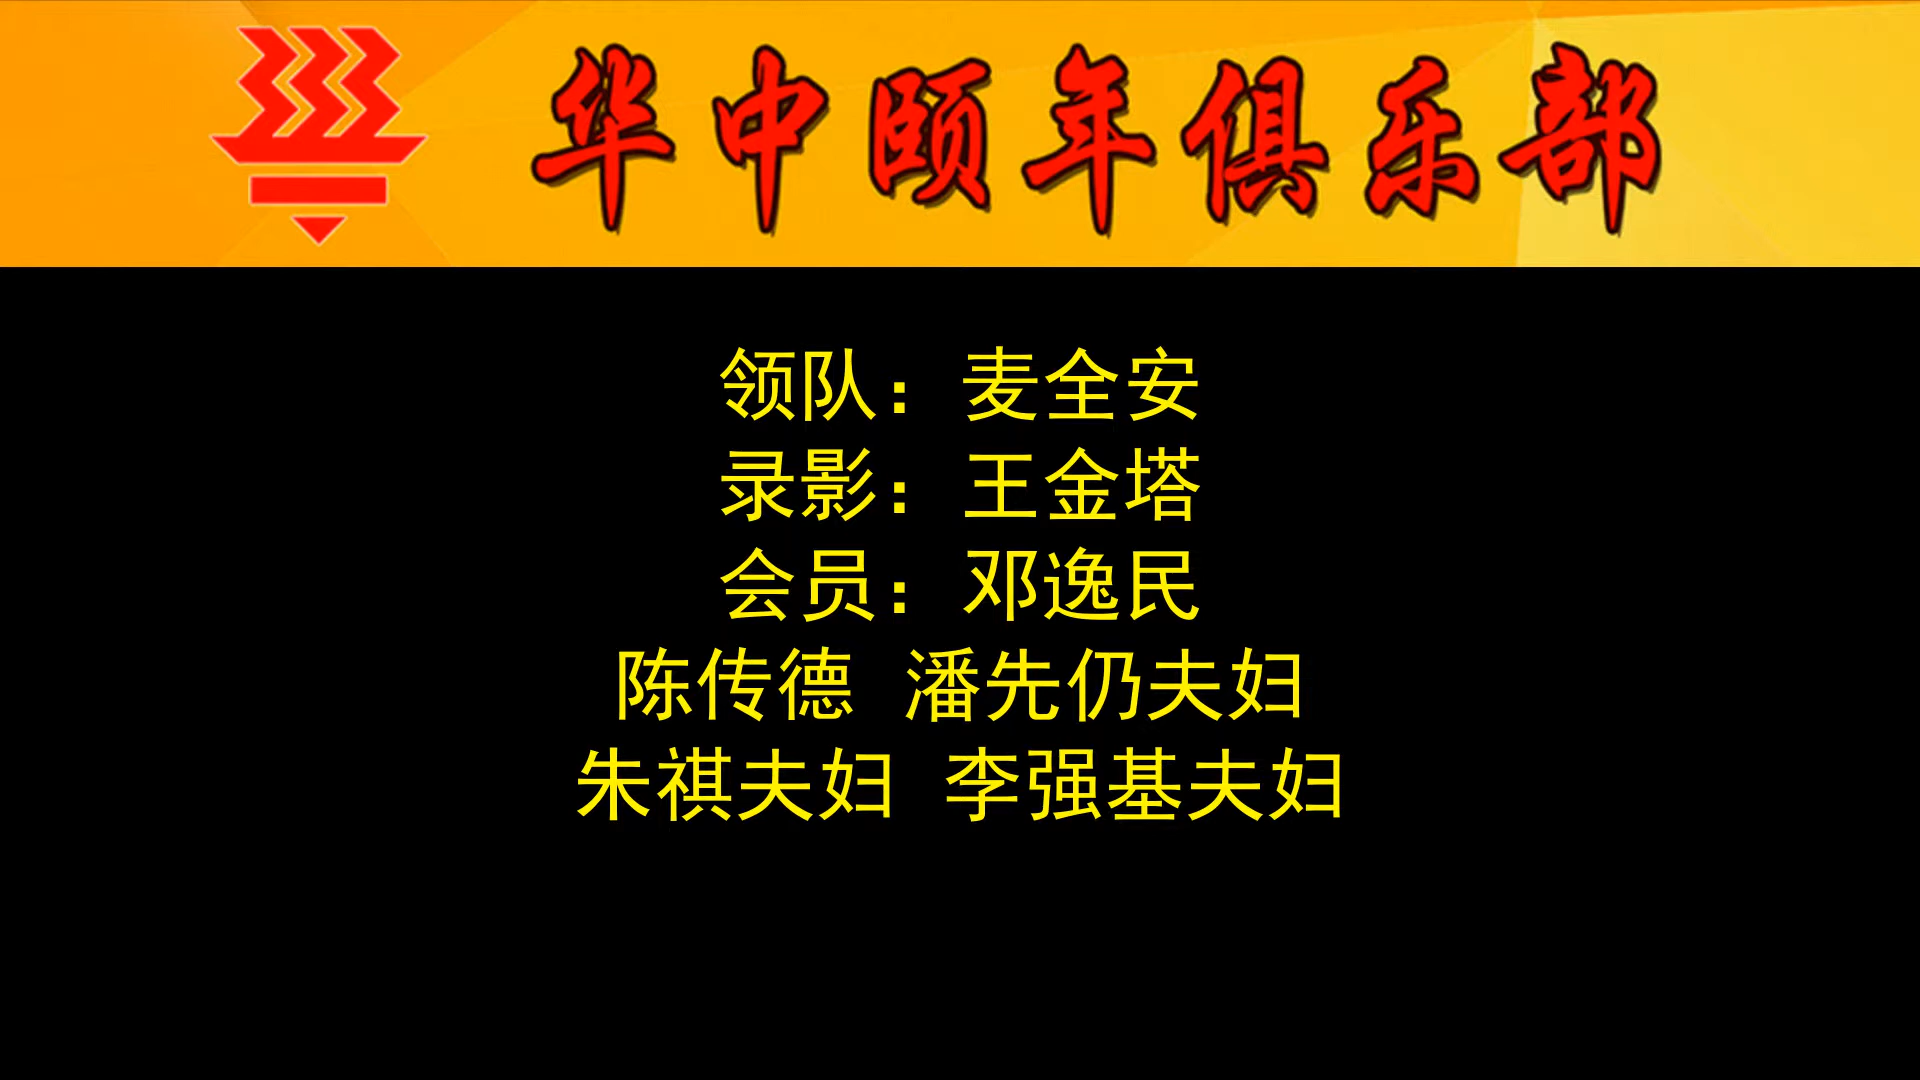 华中颐年俱乐部
领队：麦全安
录影：王金塔
会员：邓逸民
陈传德 潘先仍夫妇
朱祺夫妇 李强基夫妇